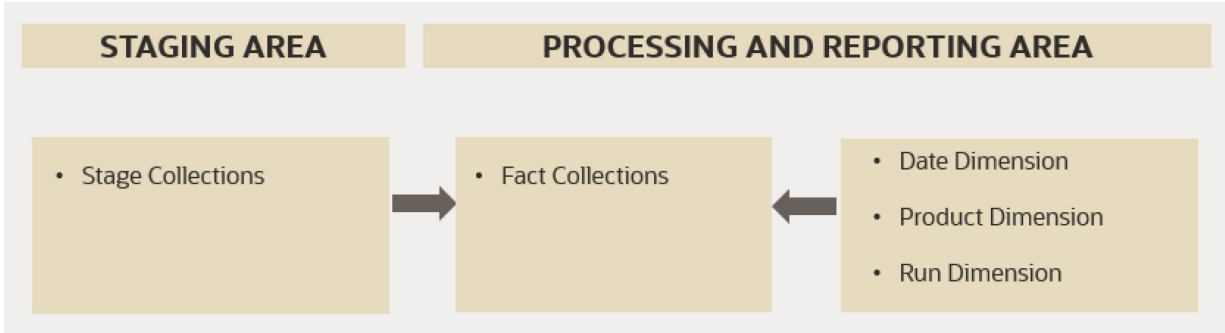 STAGING AREA
PROCESSING AND REPORTING AREA
• Stage Collections
• Fact Collections
• Date Dimension
• Product Dimension
• Run Dimension